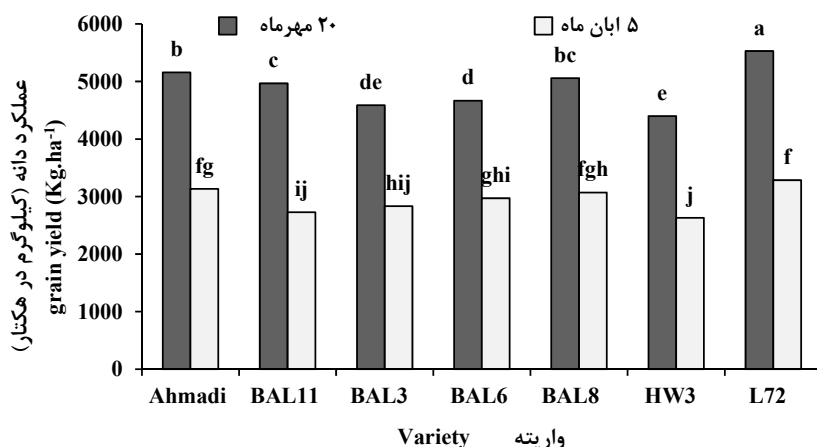 ۲۰ مهرماه
۵ ابان ماه
عملکرد دانه (کیلوگرم در هکتار)
grain yield (Kg.ha⁻¹)
6000
5000
4000
3000
2000
1000
0
b
fg
c
ij
de
hij
d
ghi
bc
fgh
e
j
a
f
Ahmadi BAL11 BAL3 BAL6 BAL8 HW3 L72
Variety واریته